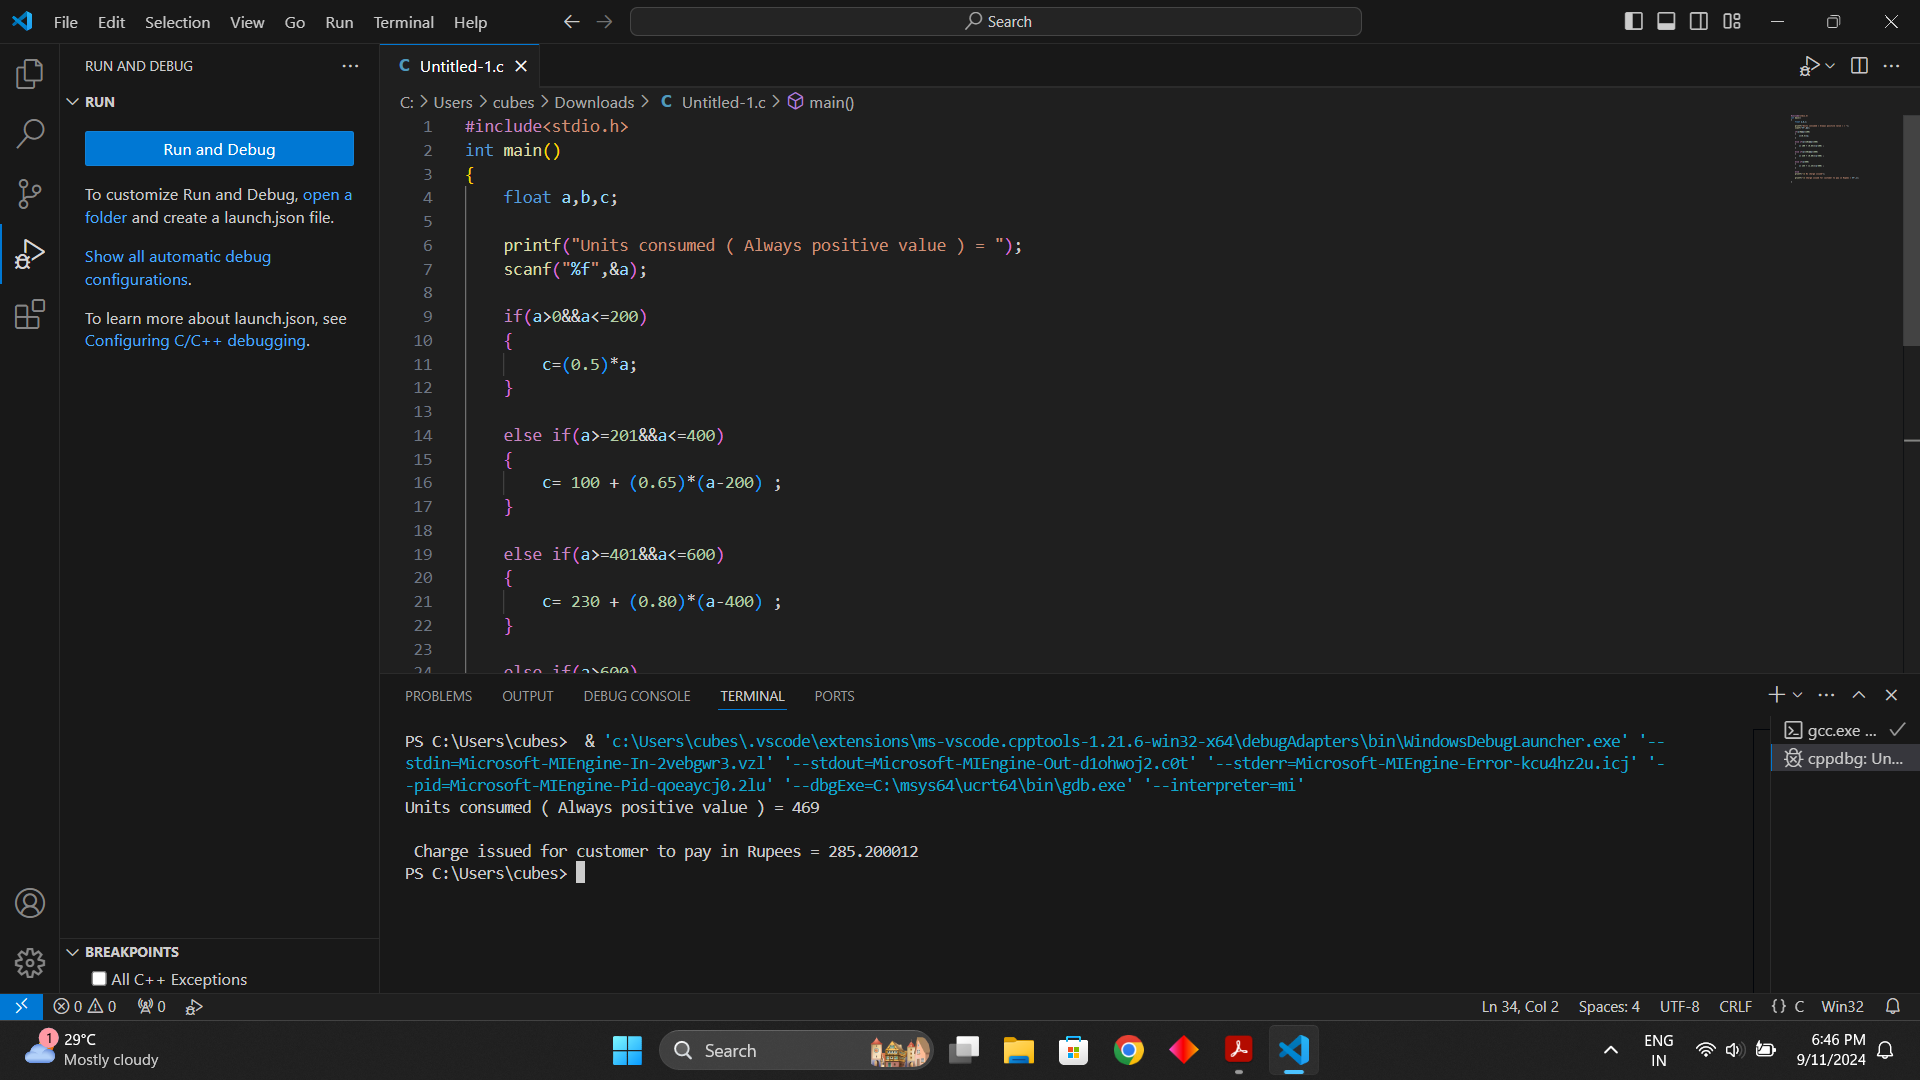 File Edit Selection View Go Run Terminal Help
Search
RUN AND DEBUG
RUN
Run and Debug
To customize Run and Debug, open a
folder and create a launch.json file.
Show all automatic debug
configurations.
To learn more about launch.json, see
Configuring C/C++ debugging.
C Untitled-1.c
C: > Users > cubes > Downloads > C Untitled-1.c > main()
1 #include<stdio.h>
2 int main()
3 {
4 float a,b,c;
5
6 printf("Units consumed ( Always positive value ) = ");
7 scanf("%f",&a);
8
9 if(a>0&&a<=200)
10 {
11 c=(0.5)*a;
12 }
13
14 else if(a>=201&&a<=400)
15 {
16 c= 100 + (0.65)*(a-200) ;
17 }
18
19 else if(a>=401&&a<=600)
20 {
21 c= 230 + (0.80)*(a-400) ;
22 }
23
24 else if(a>600)
PROBLEMS OUTPUT DEBUG CONSOLE TERMINAL PORTS
PS C:\Users\cubes>  & 'c:\Users\cubes\.vscode\extensions\ms-vscode.cpptools-1.21.6-win32-x64\debugAdapters\bin\WindowsDebugLauncher.exe' '--
stdin=Microsoft-MIEngine-In-2vebgwr3.vzl' '--stdout=Microsoft-MIEngine-Out-d1ohwoj2.c0t' '--stderr=Microsoft-MIEngine-Error-kcu4hz2u.icj' '-
-pid=Microsoft-MIEngine-Pid-qoeaycj0.2lu' '--dbgExe=C:\msys64\ucrt64\bin\gdb.exe' '--interpreter=mi'
Units consumed ( Always positive value ) = 469
Charge issued for customer to pay in Rupees = 285.200012
PS C:\Users\cubes>
gcc.exe ...
cppdbg: Un...
BREAKPOINTS
All C++ Exceptions
0 0 0
Ln 34, Col 2 Spaces: 4 UTF-8 CRLF {} C Win32
1
29°C
Mostly cloudy
Search
ENG
IN
6:46 PM
9/11/2024